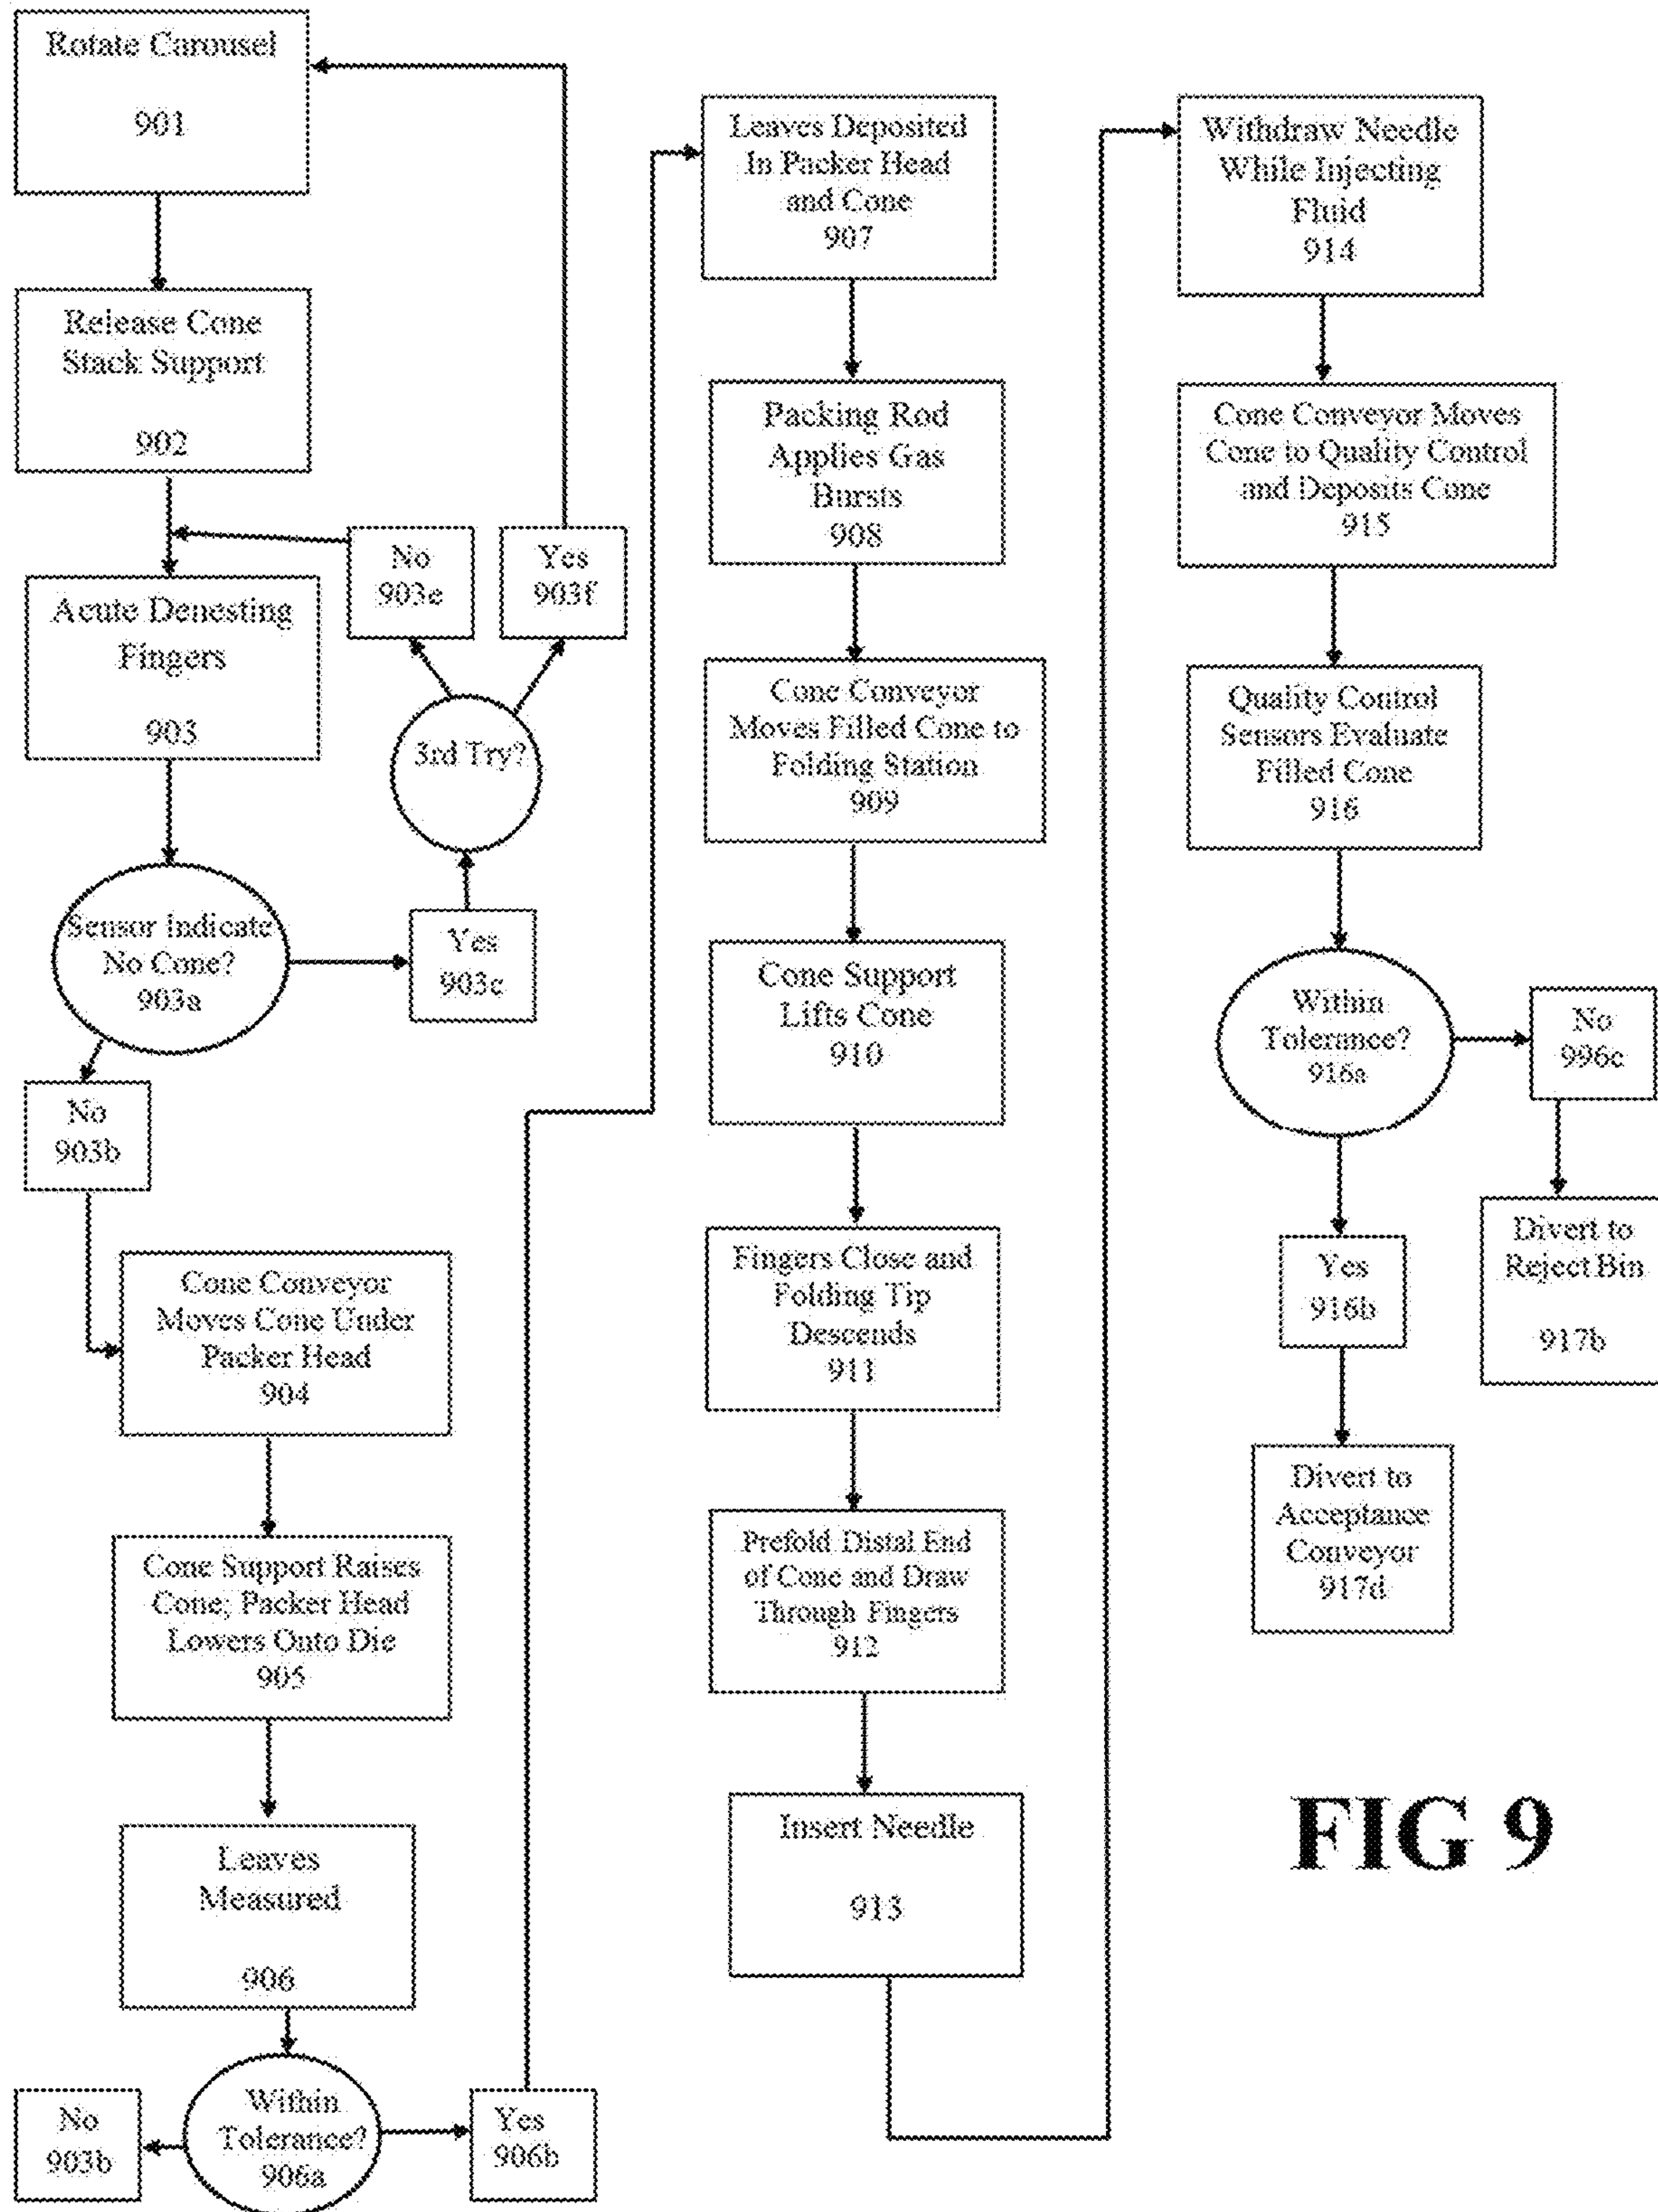 Rotate Carousel
901
Release Cone
Stack Support
902
No
903e
Yes
903f
Acute Denesting
Fingers
903
3rd Try?
Sensor Indicate
No Cone?
903a
Yes
903c
No
903b
Cone Conveyor
Moves Cone Under
Packer Head
904
Cone Support Raises
Cone; Packer Head
Lowers Onto Die
905
Leaves
Measured
906
Within
Tolerance?
906a
No
903b
Yes
906b
Leaves Deposited
In Packer Head
and Cone
907
Packing Rod
Applies Gas
Bursts
908
Cone Conveyor
Moves Filled Cone to
Folding Station
909
Cone Support
Lifts Cone
910
Fingers Close and
Folding Tip
Descends
911
Prefold Distal End
of Cone and Draw
Through Fingers
912
Insert Needle
913
Withdraw Needle
While Injecting
Fluid
914
Cone Conveyor Moves
Cone to Quality Control
and Deposits Cone
915
Quality Control
Sensors Evaluate
Filled Cone
916
Within
Tolerance?
916a
No
996c
Yes
916b
Divert to
Reject Bin
917b
Divert to
Acceptance
Conveyor
917d
FIG 9